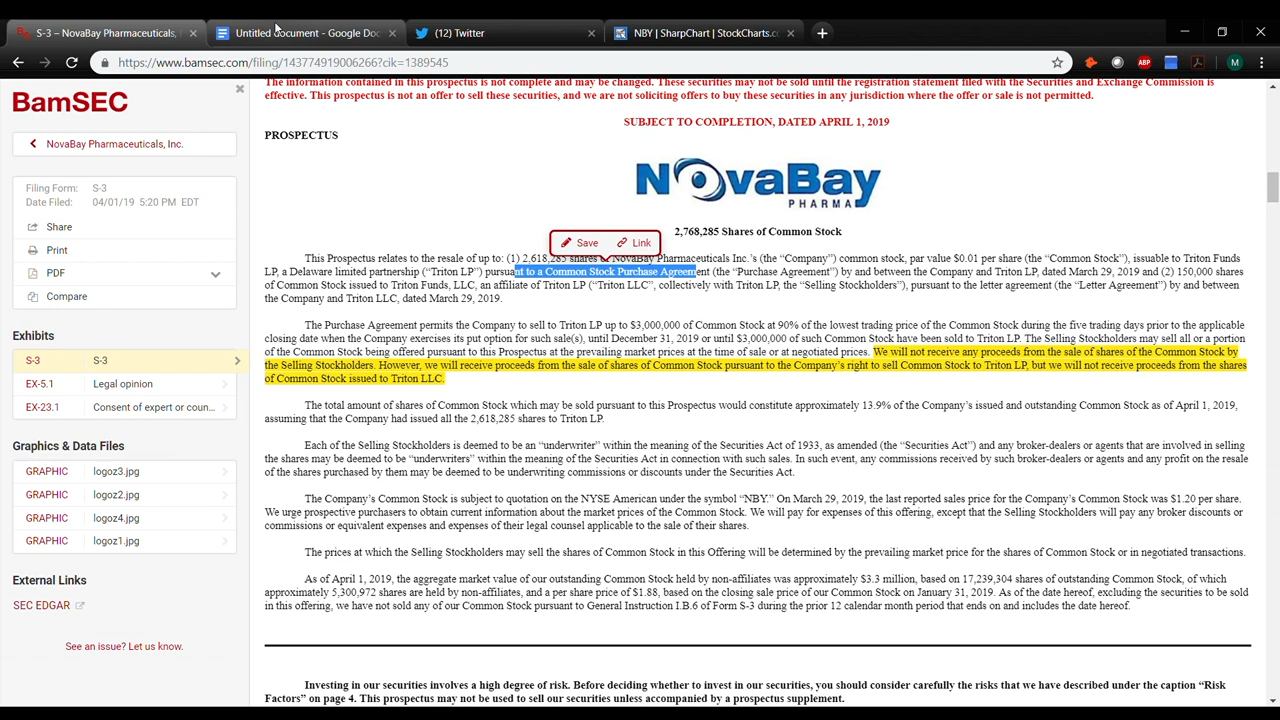 S-3 – NovaBay Pharmaceuticals,
Untitled document - Google Doc
(12) Twitter
NBY | SharpChart | StockCharts.c
https://www.bamsec.com/filing/143774919006266?cik=1389545
ABP
M
BamSEC
NovaBay Pharmaceuticals, Inc.
Filing Form: S-3
Date Filed: 04/01/19 5:20 PM EDT
Share
Print
PDF
Compare
Exhibits
S-3 S-3
EX-5.1 Legal opinion
EX-23.1 Consent of expert or coun...
Graphics & Data Files
GRAPHIC logoz3.jpg
GRAPHIC logoz2.jpg
GRAPHIC logoz4.jpg
GRAPHIC logoz1.jpg
External Links
SEC EDGAR
See an issue? Let us know.
The information contained in this prospectus is not complete and may be changed. These securities may not be sold until the registration statement filed with the Securities and Exchange Commission is
effective. This prospectus is not an offer to sell these securities, and we are not soliciting offers to buy these securities in any jurisdiction where the offer or sale is not permitted.
SUBJECT TO COMPLETION, DATED APRIL 1, 2019
PROSPECTUS
NovaBay
PHARMA
2,768,285 Shares of Common Stock
Save Link
This Prospectus relates to the resale of up to: (1) 2,618,285 shares of NovaBay Pharmaceuticals Inc.’s (the “Company”) common stock, par value $0.01 per share (the “Common Stock”), issuable to Triton Funds
LP, a Delaware limited partnership (“Triton LP”) pursuant to a Common Stock Purchase Agreement (the “Purchase Agreement”) by and between the Company and Triton LP, dated March 29, 2019 and (2) 150,000 shares
of Common Stock issued to Triton Funds, LLC, an affiliate of Triton LP (“Triton LLC”, collectively with Triton LP, the “Selling Stockholders”), pursuant to the letter agreement (the “Letter Agreement”) by and between
the Company and Triton LLC, dated March 29, 2019.
The Purchase Agreement permits the Company to sell to Triton LP up to $3,000,000 of Common Stock at 90% of the lowest trading price of the Common Stock during the five trading days prior to the applicable
closing date when the Company exercises its put option for such sale(s), until December 31, 2019 or until $3,000,000 of such Common Stock have been sold to Triton LP. The Selling Stockholders may sell all or a portion
of the Common Stock being offered pursuant to this Prospectus at the prevailing market prices at the time of sale or at negotiated prices. We will not receive any proceeds from the sale of shares of the Common Stock by
the Selling Stockholders. However, we will receive proceeds from the sale of shares of Common Stock pursuant to the Company’s right to sell Common Stock to Triton LP, but we will not receive proceeds from the shares
of Common Stock issued to Triton LLC.
The total amount of shares of Common Stock which may be sold pursuant to this Prospectus would constitute approximately 13.9% of the Company’s issued and outstanding Common Stock as of April 1, 2019,
assuming that the Company had issued all the 2,618,285 shares to Triton LP.
Each of the Selling Stockholders is deemed to be an “underwriter” within the meaning of the Securities Act of 1933, as amended (the “Securities Act”) and any broker-dealers or agents that are involved in selling
the shares may be deemed to be “underwriters” within the meaning of the Securities Act in connection with such sales. In such event, any commissions received by such broker-dealers or agents and any profit on the resale
of the shares purchased by them may be deemed to be underwriting commissions or discounts under the Securities Act.
The Company’s Common Stock is subject to quotation on the NYSE American under the symbol “NBY.” On March 29, 2019, the last reported sales price for the Company’s Common Stock was $1.20 per share.
We urge prospective purchasers to obtain current information about the market prices of the Common Stock. We will pay for expenses of this offering, except that the Selling Stockholders will pay any broker discounts or
commissions or equivalent expenses and expenses of their legal counsel applicable to the sale of their shares.
The prices at which the Selling Stockholders may sell the shares of Common Stock in this Offering will be determined by the prevailing market price for the shares of Common Stock or in negotiated transactions.
As of April 1, 2019, the aggregate market value of our outstanding Common Stock held by non-affiliates was approximately $3.3 million, based on 17,239,304 shares of outstanding Common Stock, of which
approximately 5,300,972 shares are held by non-affiliates, and a per share price of $1.88, based on the closing sale price of our Common Stock on January 31, 2019. As of the date hereof, excluding the securities to be sold
in this offering, we have not sold any of our Common Stock pursuant to General Instruction I.B.6 of Form S-3 during the prior 12 calendar month period that ends on and includes the date hereof.
Investing in our securities involves a high degree of risk. Before deciding whether to invest in our securities, you should consider carefully the risks that we have described under the caption “Risk
Factors” on page 4. This prospectus may not be used to sell our securities unless accompanied by a prospectus supplement.